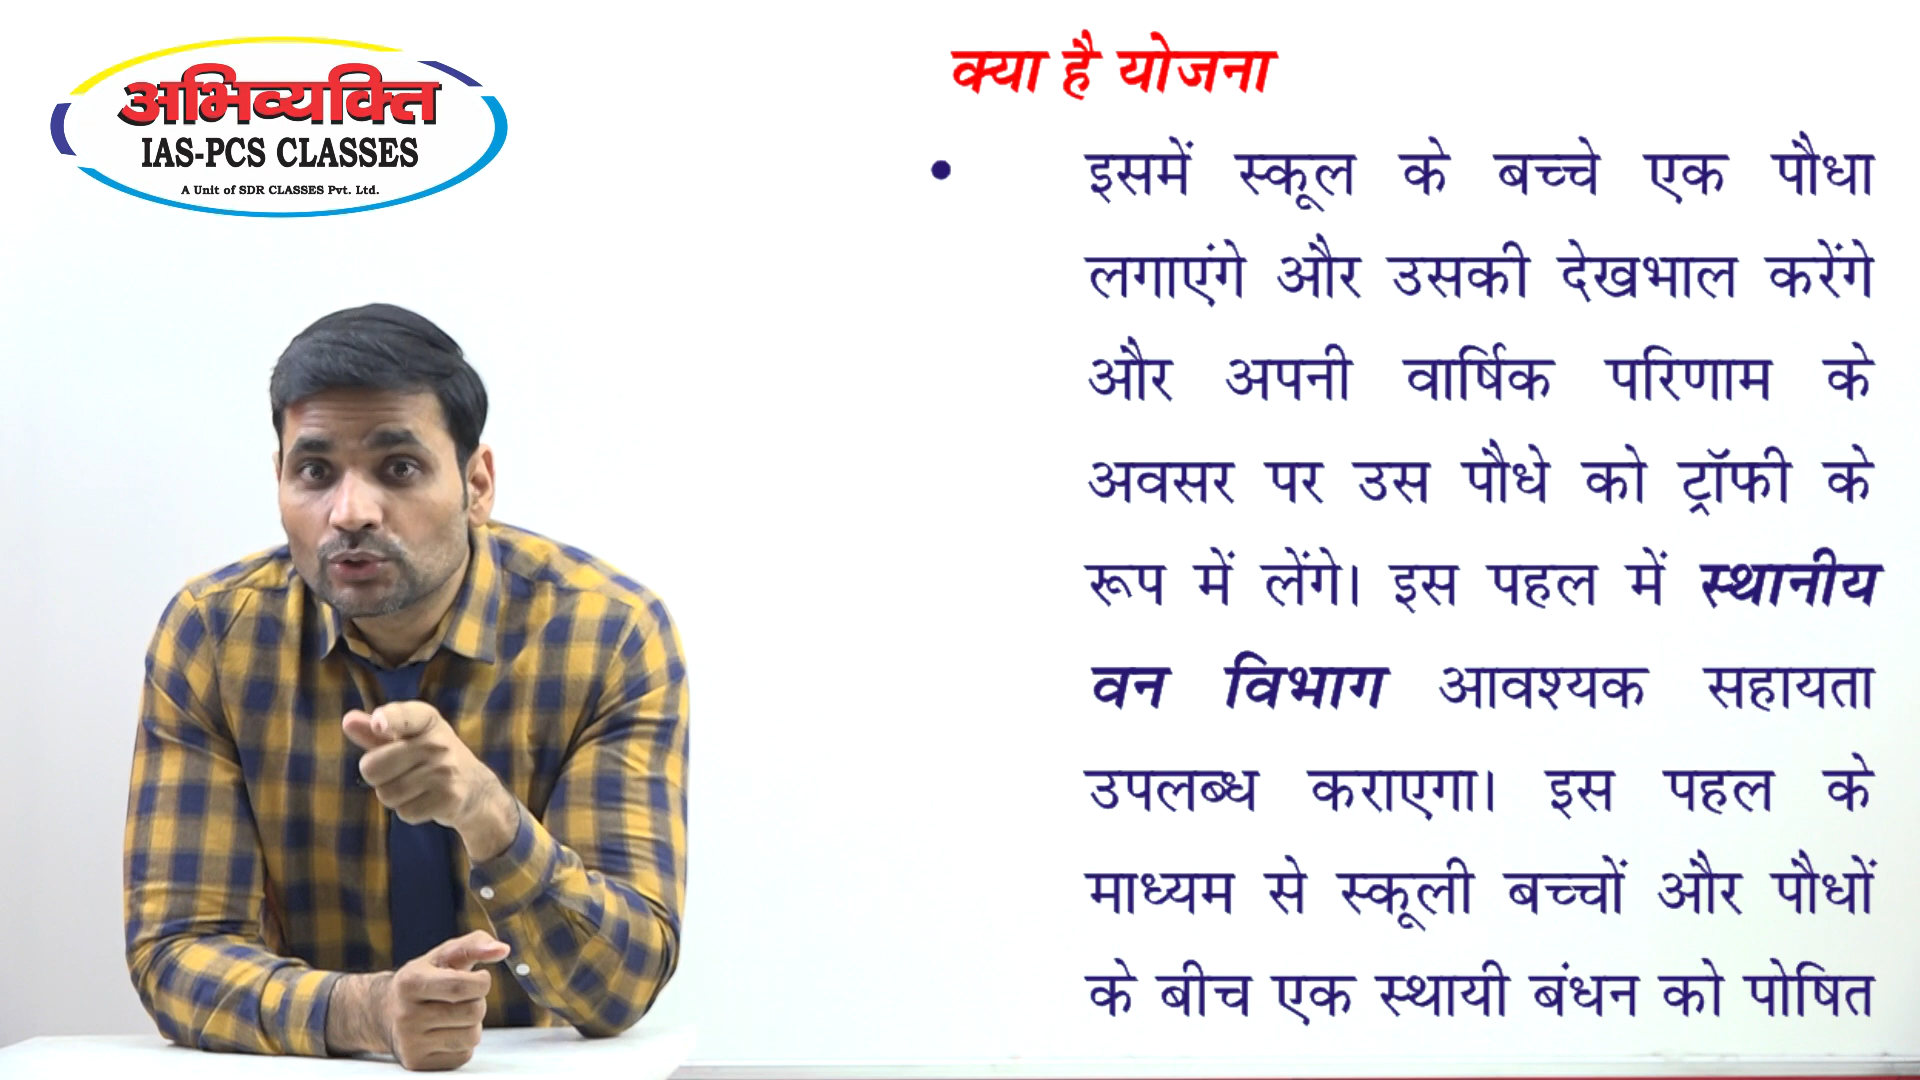 अभिव्यक्ति
IAS-PCS CLASSES
A Unit of SDR CLASSES Pvt. Ltd.
क्या है योजना
• इसमें स्कूल के बच्चे एक पौधा
लगाएंगे और उसकी देखभाल करेंगे
और अपनी वार्षिक परिणाम के
अवसर पर उस पौधे को ट्रॉफी के
रूप में लेंगे। इस पहल में स्थानीय
वन विभाग आवश्यक सहायता
उपलब्ध कराएगा। इस पहल के
माध्यम से स्कूली बच्चों और पौधों
के बीच एक स्थायी बंधन को पोषित